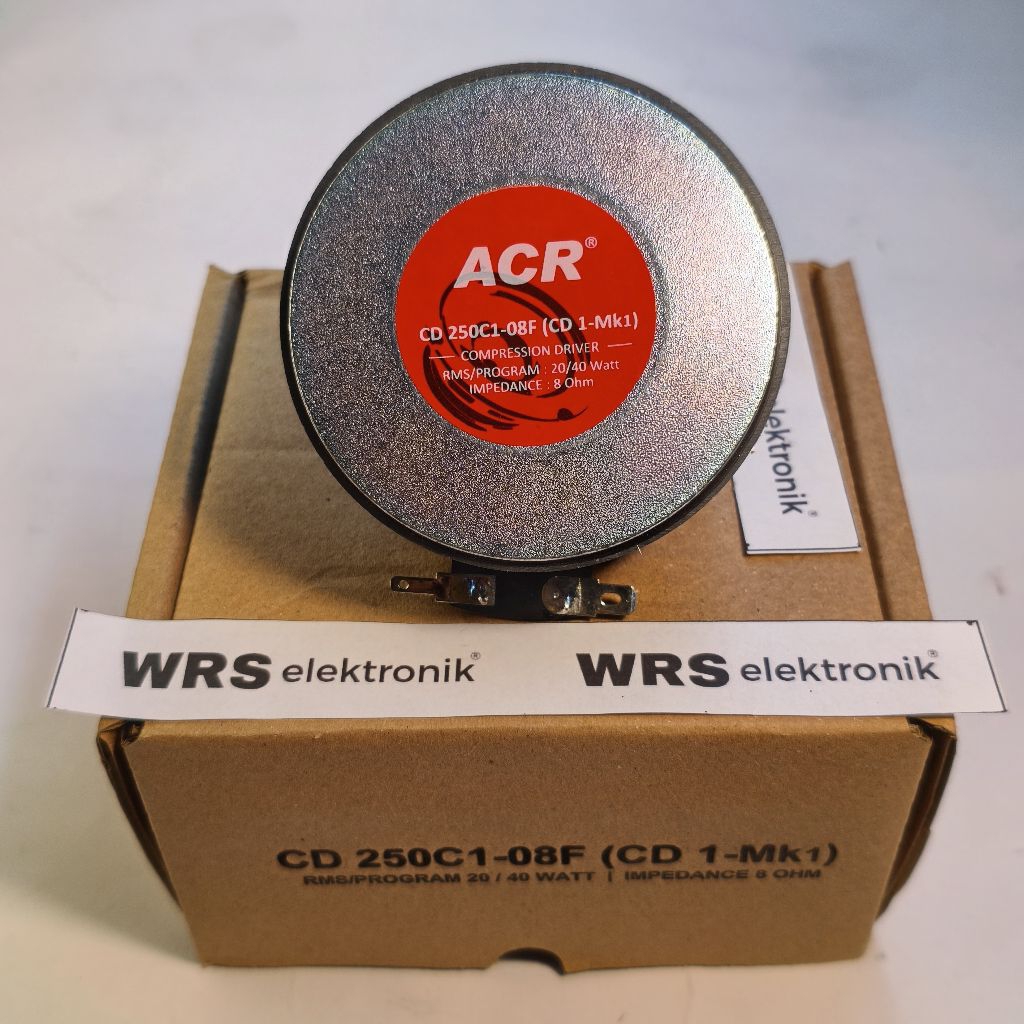 ACR®
CD 250C1-08F (CD 1-Mk1)
COMPRESSION DRIVER
RMS/PROGRAM : 20/40 Watt
IMPEDANCE : 8 Ohm
elektronik®
WRS elektronik® WRS elektronik®
CD 250C1-08F (CD 1-Mk1)
RMS/PROGRAM 20 / 40 WATT | IMPEDANCE 8 OHM